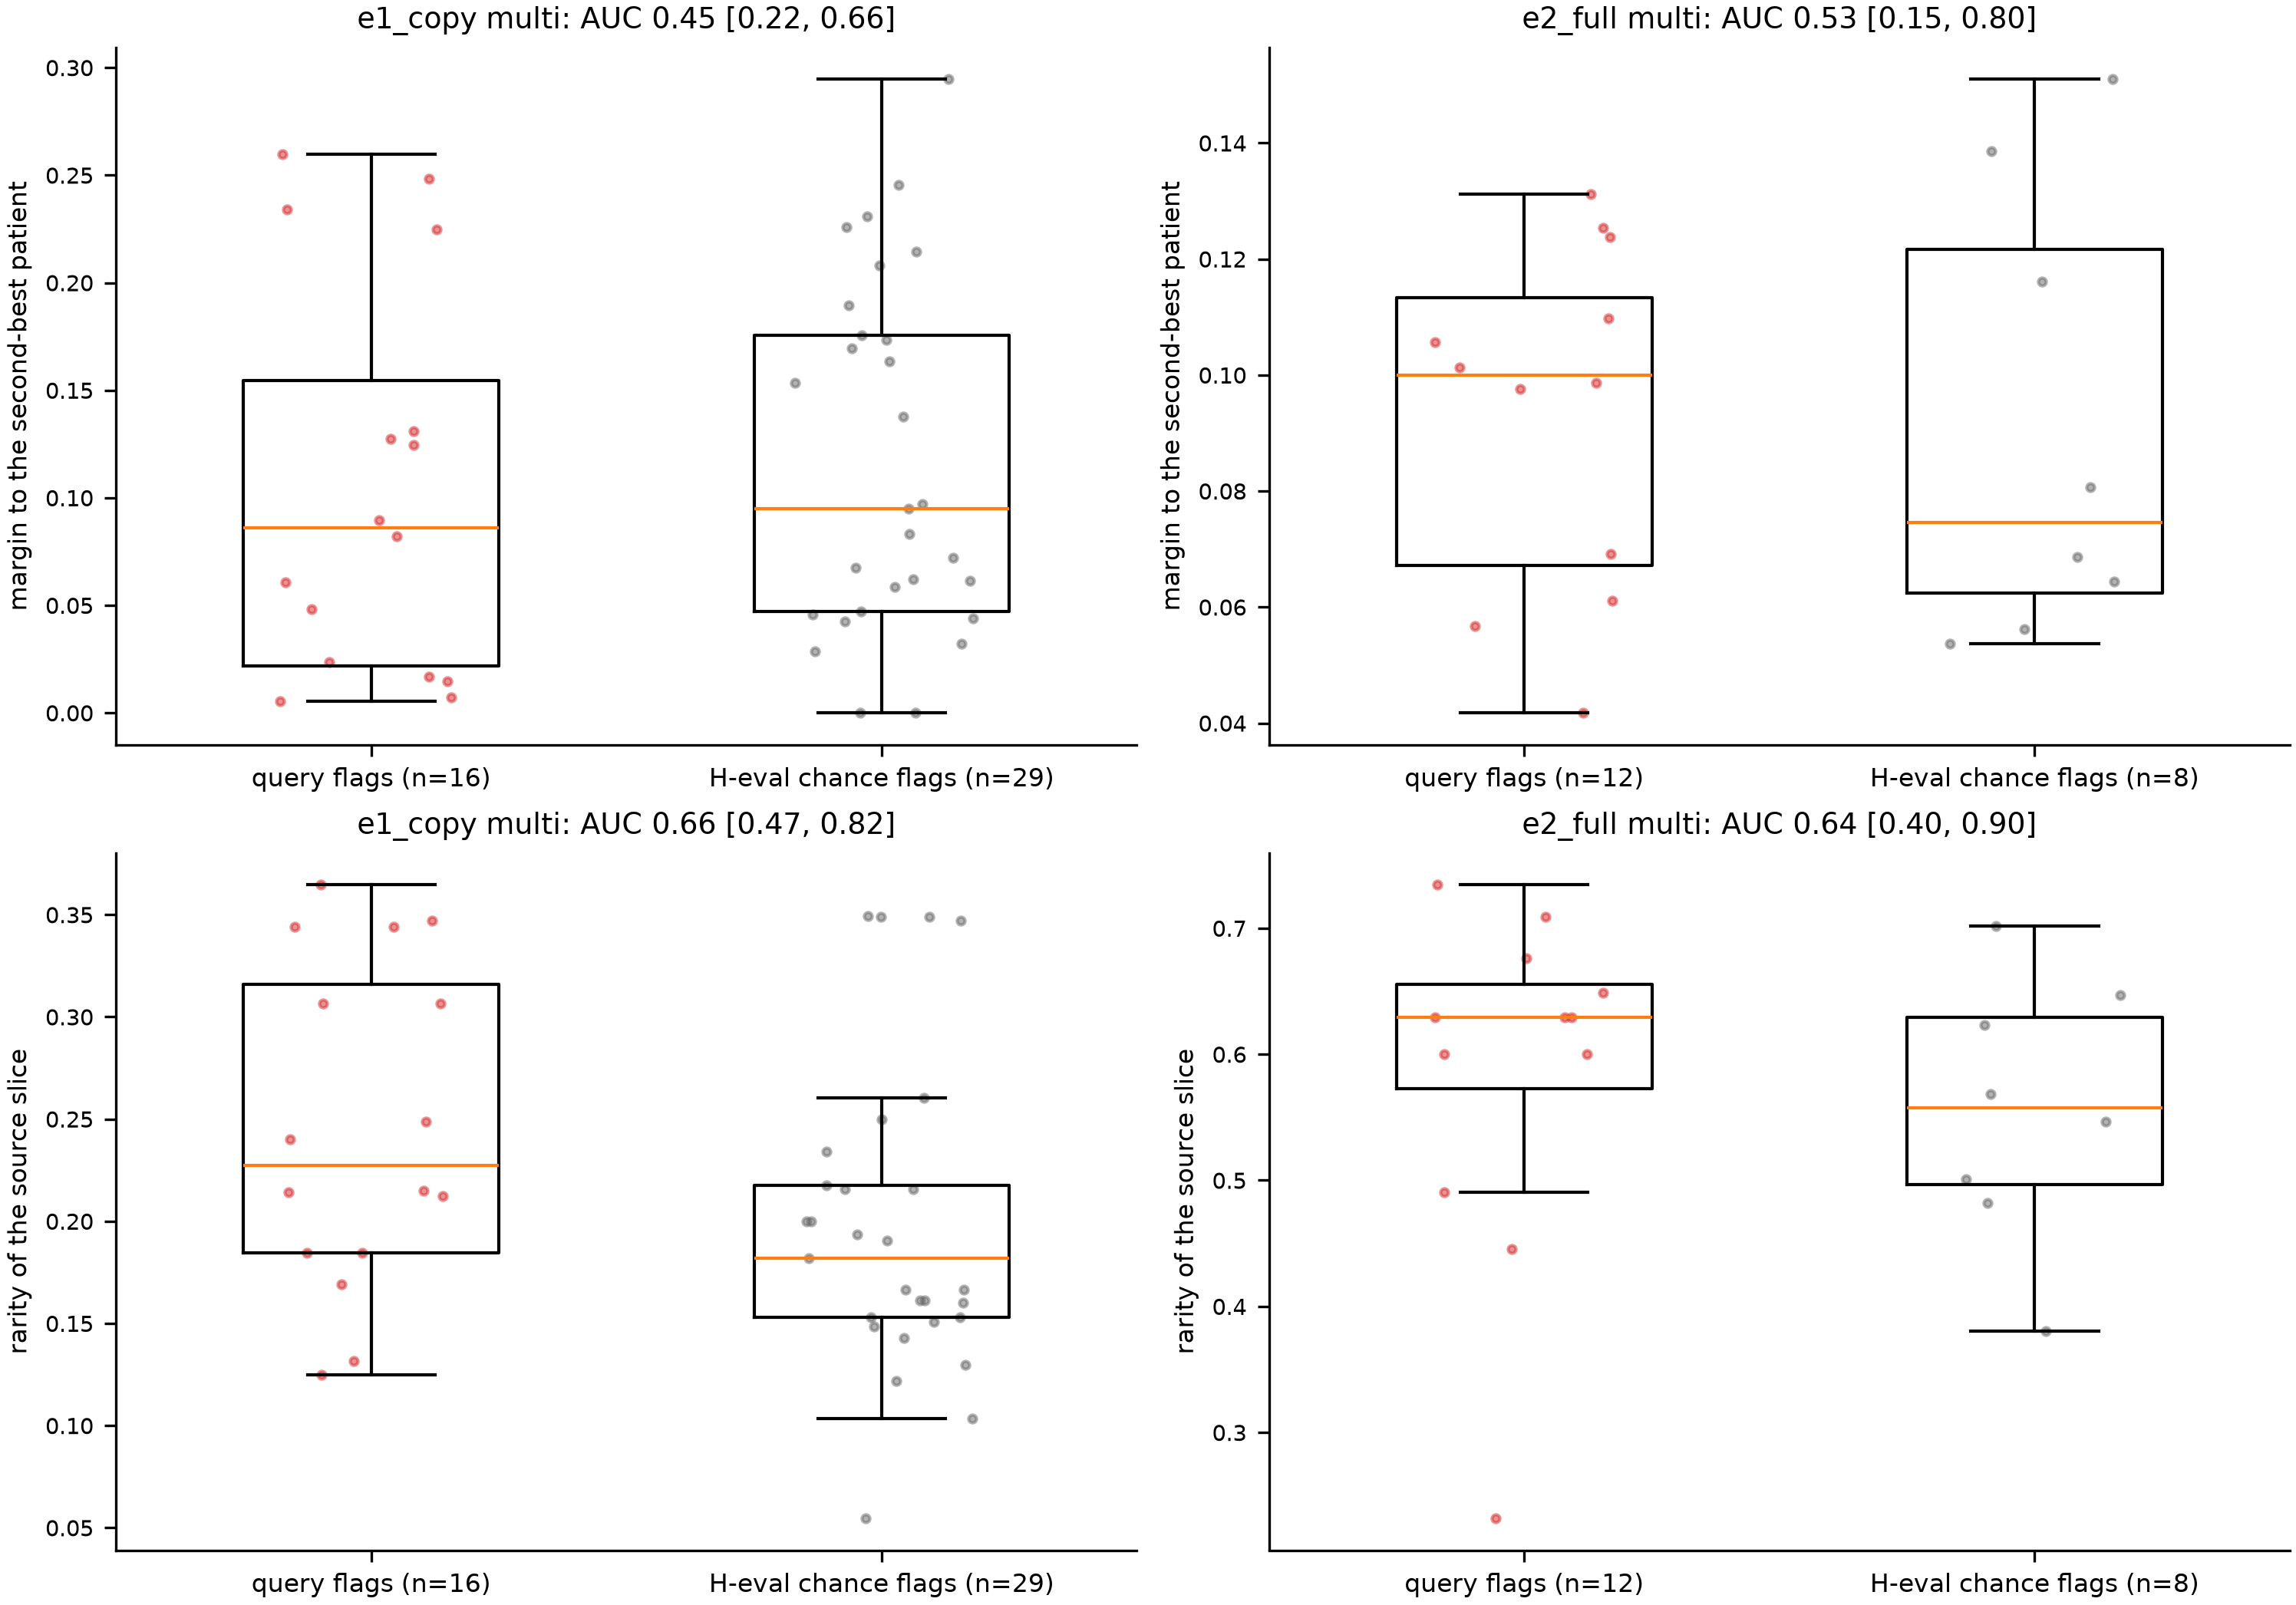 e1_copy multi: AUC 0.45 [0.22, 0.66]
margin to the second-best patient
0.30
0.25
0.20
0.15
0.10
0.05
0.00
query flags (n=16)
H-eval chance flags (n=29)
e2_full multi: AUC 0.53 [0.15, 0.80]
margin to the second-best patient
0.14
0.12
0.10
0.08
0.06
0.04
query flags (n=12)
H-eval chance flags (n=8)
e1_copy multi: AUC 0.66 [0.47, 0.82]
rarity of the source slice
0.35
0.30
0.25
0.20
0.15
0.10
0.05
query flags (n=16)
H-eval chance flags (n=29)
e2_full multi: AUC 0.64 [0.40, 0.90]
rarity of the source slice
0.7
0.6
0.5
0.4
0.3
query flags (n=12)
H-eval chance flags (n=8)